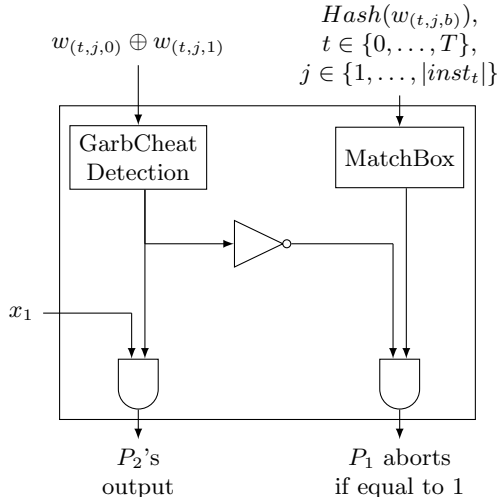 Hash(w_{(t,j,b)}),
w_{(t,j,0)} ⊕ w_{(t,j,1)}
t ∈ {0, . . . , T},
j ∈ {1, . . . , |inst_t|}
GarbCheat
Detection
MatchBox
x_1
P_2's
output
P_1 aborts
if equal to 1